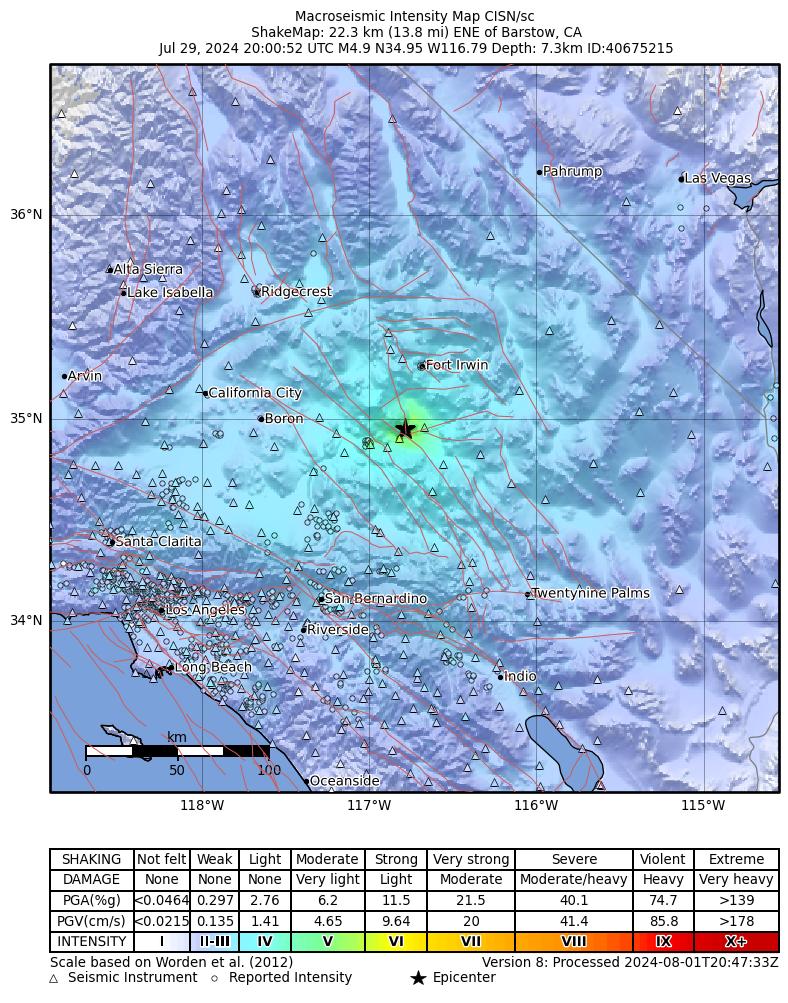 Macroseismic Intensity Map CISN/sc
ShakeMap: 22.3 km (13.8 mi) ENE of Barstow, CA
Jul 29, 2024 20:00:52 UTC M4.9 N34.95 W116.79 Depth: 7.3km ID:40675215
Pahrump
Las Vegas
36°N
Alta Sierra
Lake Isabella
Ridgecrest
Fort Irwin
Arvin
California City
35°N
Boron
Santa Clarita
Twentynine Palms
San Bernardino
Los Angeles
34°N
Riverside
Long Beach
Indio
km
0 50 100
Oceanside
118°W 117°W 116°W 115°W
SHAKING Not felt Weak Light Moderate Strong Very strong Severe Violent Extreme
DAMAGE None None None Very light Light Moderate Moderate/heavy Heavy Very heavy
PGA(%g) <0.0464 0.297 2.76 6.2 11.5 21.5 40.1 74.7 >139
PGV(cm/s) <0.0215 0.135 1.41 4.65 9.64 20 41.4 85.8 >178
INTENSITY I II-III IV V VI VII VIII IX X+
Scale based on Worden et al. (2012) Version 8: Processed 2024-08-01T20:47:33Z
△ Seismic Instrument ○ Reported Intensity ★ Epicenter